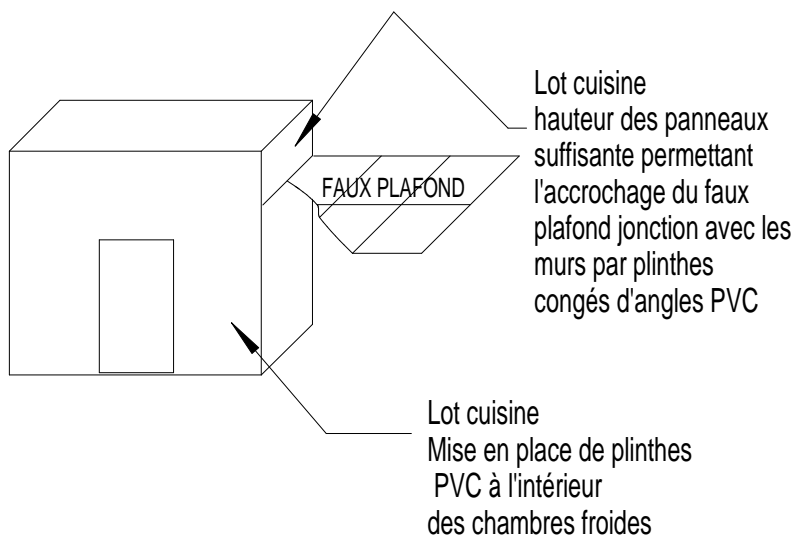 Lot cuisine
hauteur des panneaux
suffisante permettant
l'accrochage du faux
plafond jonction avec les
murs par plinthes
congés d'angles PVC
FAUX PLAFOND
Lot cuisine
Mise en place de plinthes
PVC à l'intérieur
des chambres froides